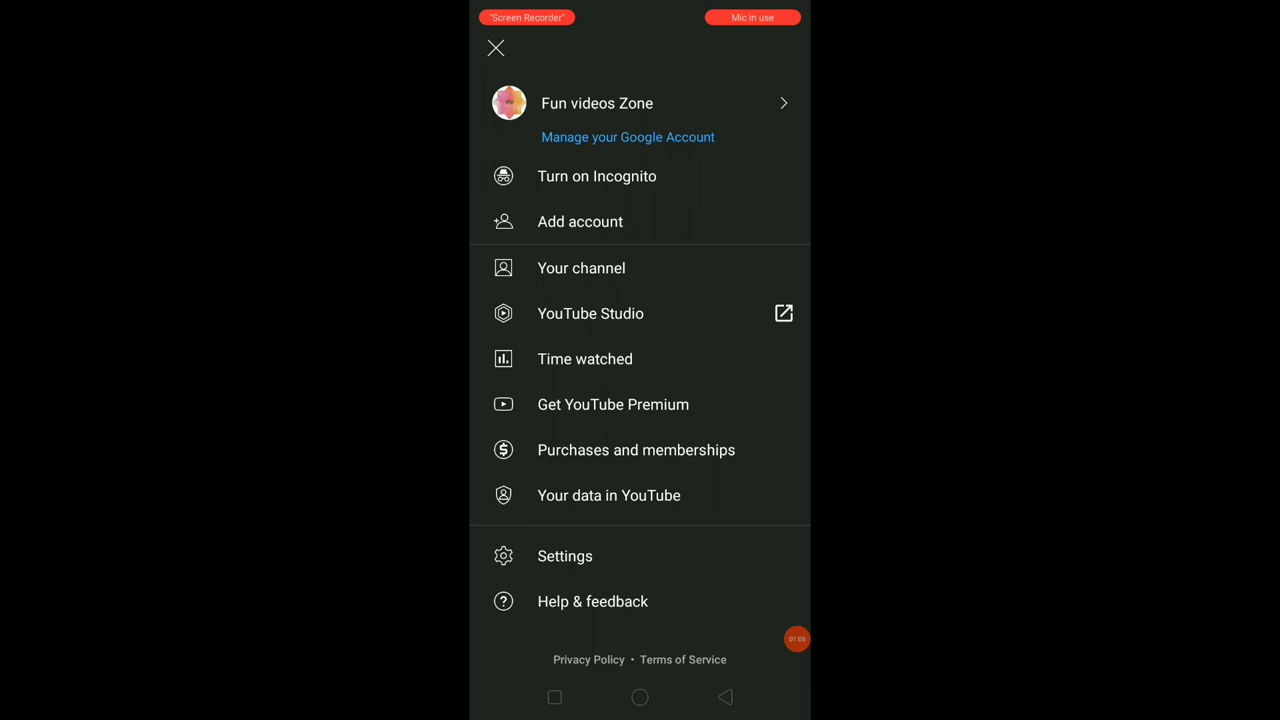 "Screen Recorder"
Mic in use
Fun videos Zone
Manage your Google Account
Turn on Incognito
Add account
Your channel
YouTube Studio
Time watched
Get YouTube Premium
Purchases and memberships
Your data in YouTube
Settings
Help & feedback
01:06
Privacy Policy • Terms of Service